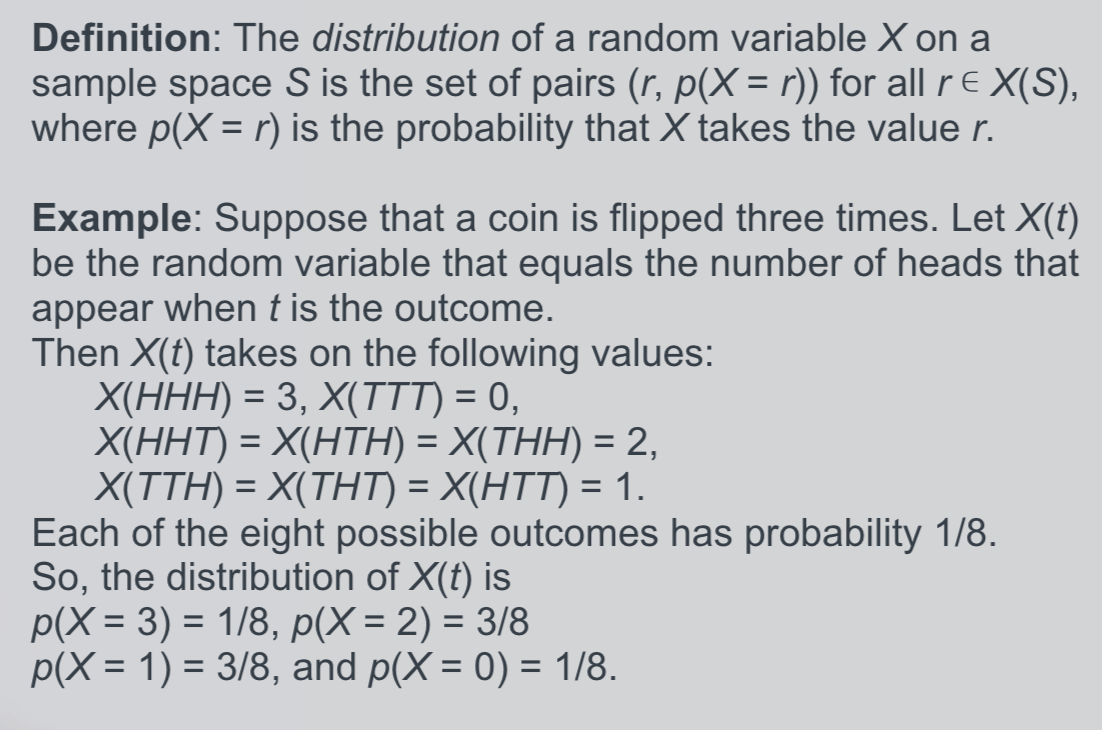 Definition: The distribution of a random variable X on a
sample space S is the set of pairs (r, p(X = r)) for all r ∈ X(S),
where p(X = r) is the probability that X takes the value r.
Example: Suppose that a coin is flipped three times. Let X(t)
be the random variable that equals the number of heads that
appear when t is the outcome.
Then X(t) takes on the following values:
X(HHH) = 3, X(TTT) = 0,
X(HHT) = X(HTH) = X(THH) = 2,
X(TTH) = X(THT) = X(HTT) = 1.
Each of the eight possible outcomes has probability 1/8.
So, the distribution of X(t) is
p(X = 3) = 1/8, p(X = 2) = 3/8
p(X = 1) = 3/8, and p(X = 0) = 1/8.